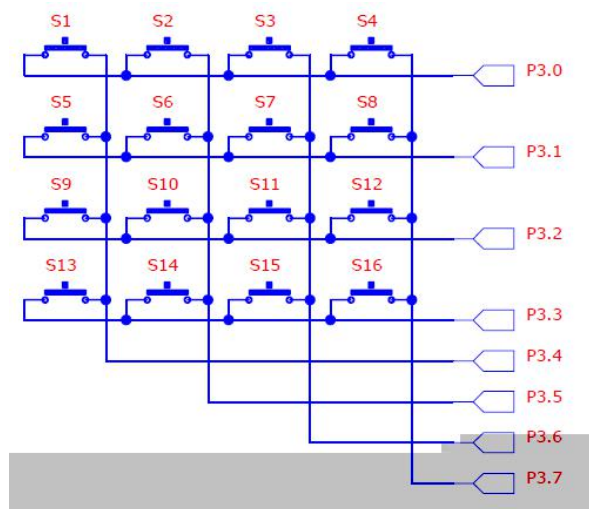 S1 S2 S3 S4
P3.0
S5 S6 S7 S8
P3.1
S9 S10 S11 S12
P3.2
S13 S14 S15 S16
P3.3
P3.4
P3.5
P3.6
P3.7